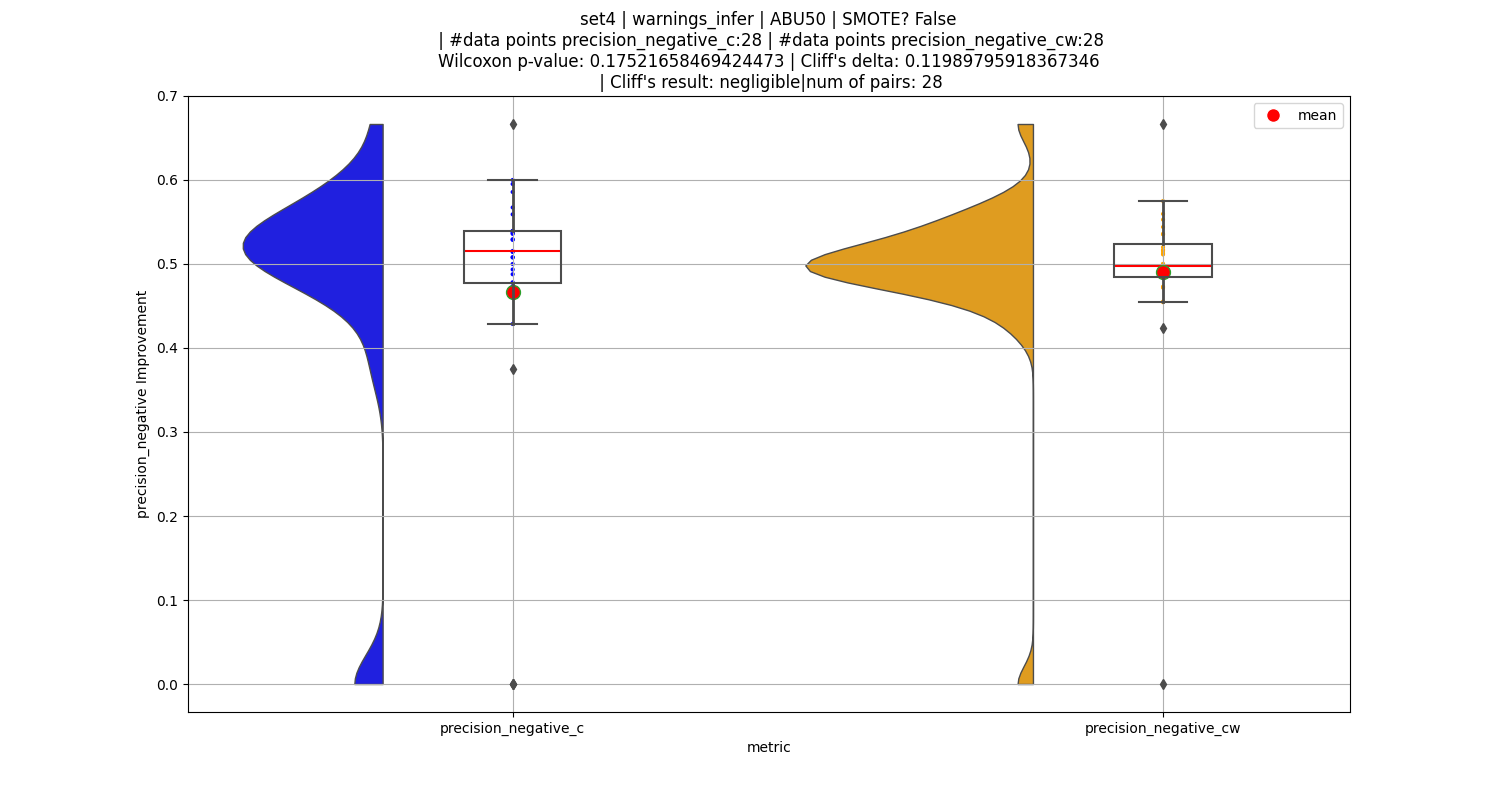 set4 | warnings_infer | ABU50 | SMOTE? False
| #data points precision_negative_c:28 | #data points precision_negative_cw:28
Wilcoxon p-value: 0.17521658469424473 | Cliff's delta: 0.11989795918367346
| Cliff's result: negligible|num of pairs: 28
mean
0.7
0.6
0.5
0.4
0.3
0.2
0.1
0.0
precision_negative Improvement
precision_negative_c
precision_negative_cw
metric